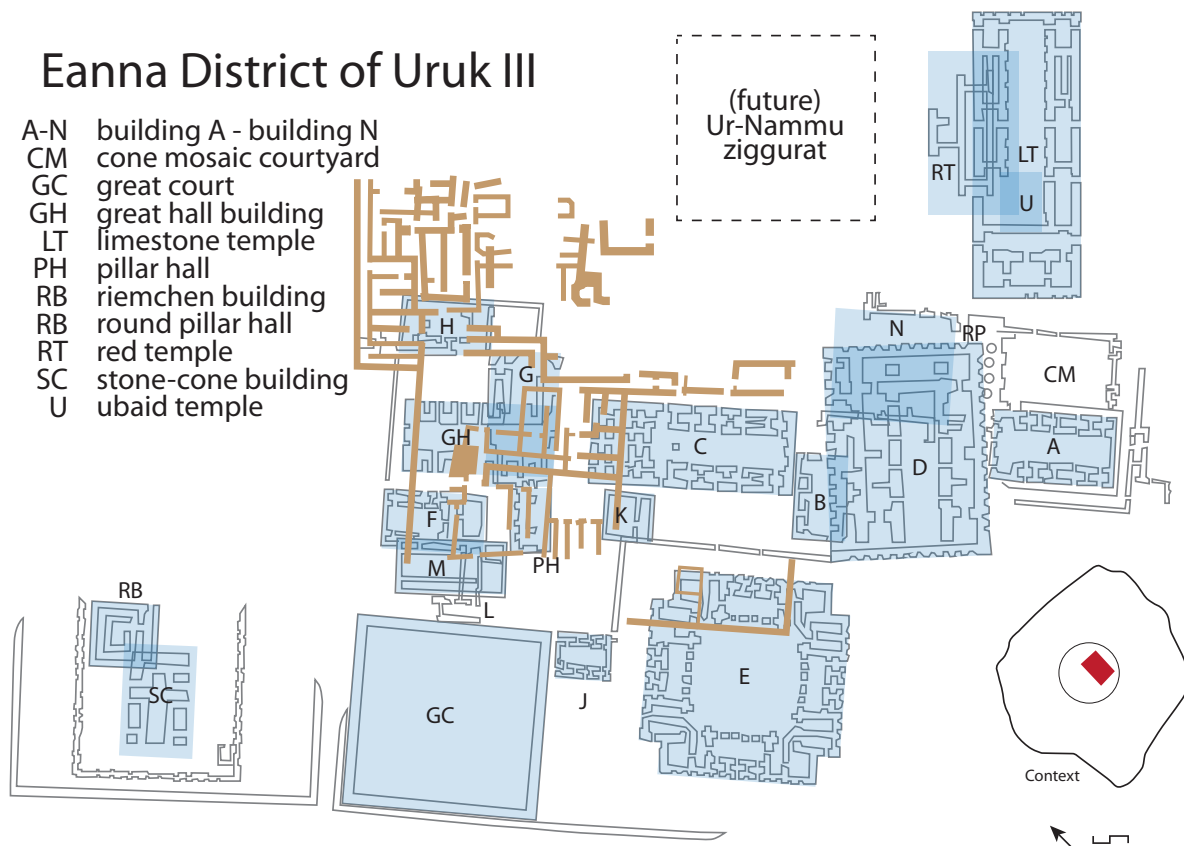 Eanna District of Uruk III
A-N building A - building N
CM cone mosaic courtyard
GC great court
GH great hall building
LT limestone temple
PH pillar hall
RB riemchen building
RB round pillar hall
RT red temple
SC stone-cone building
U ubaid temple
(future)
Ur-Nammu
ziggurat
LT
RT
U
H
N
RP
G
CM
GH
C
A
D
B
K
F
PH
M
RB
L
E
SC
J
GC
Context